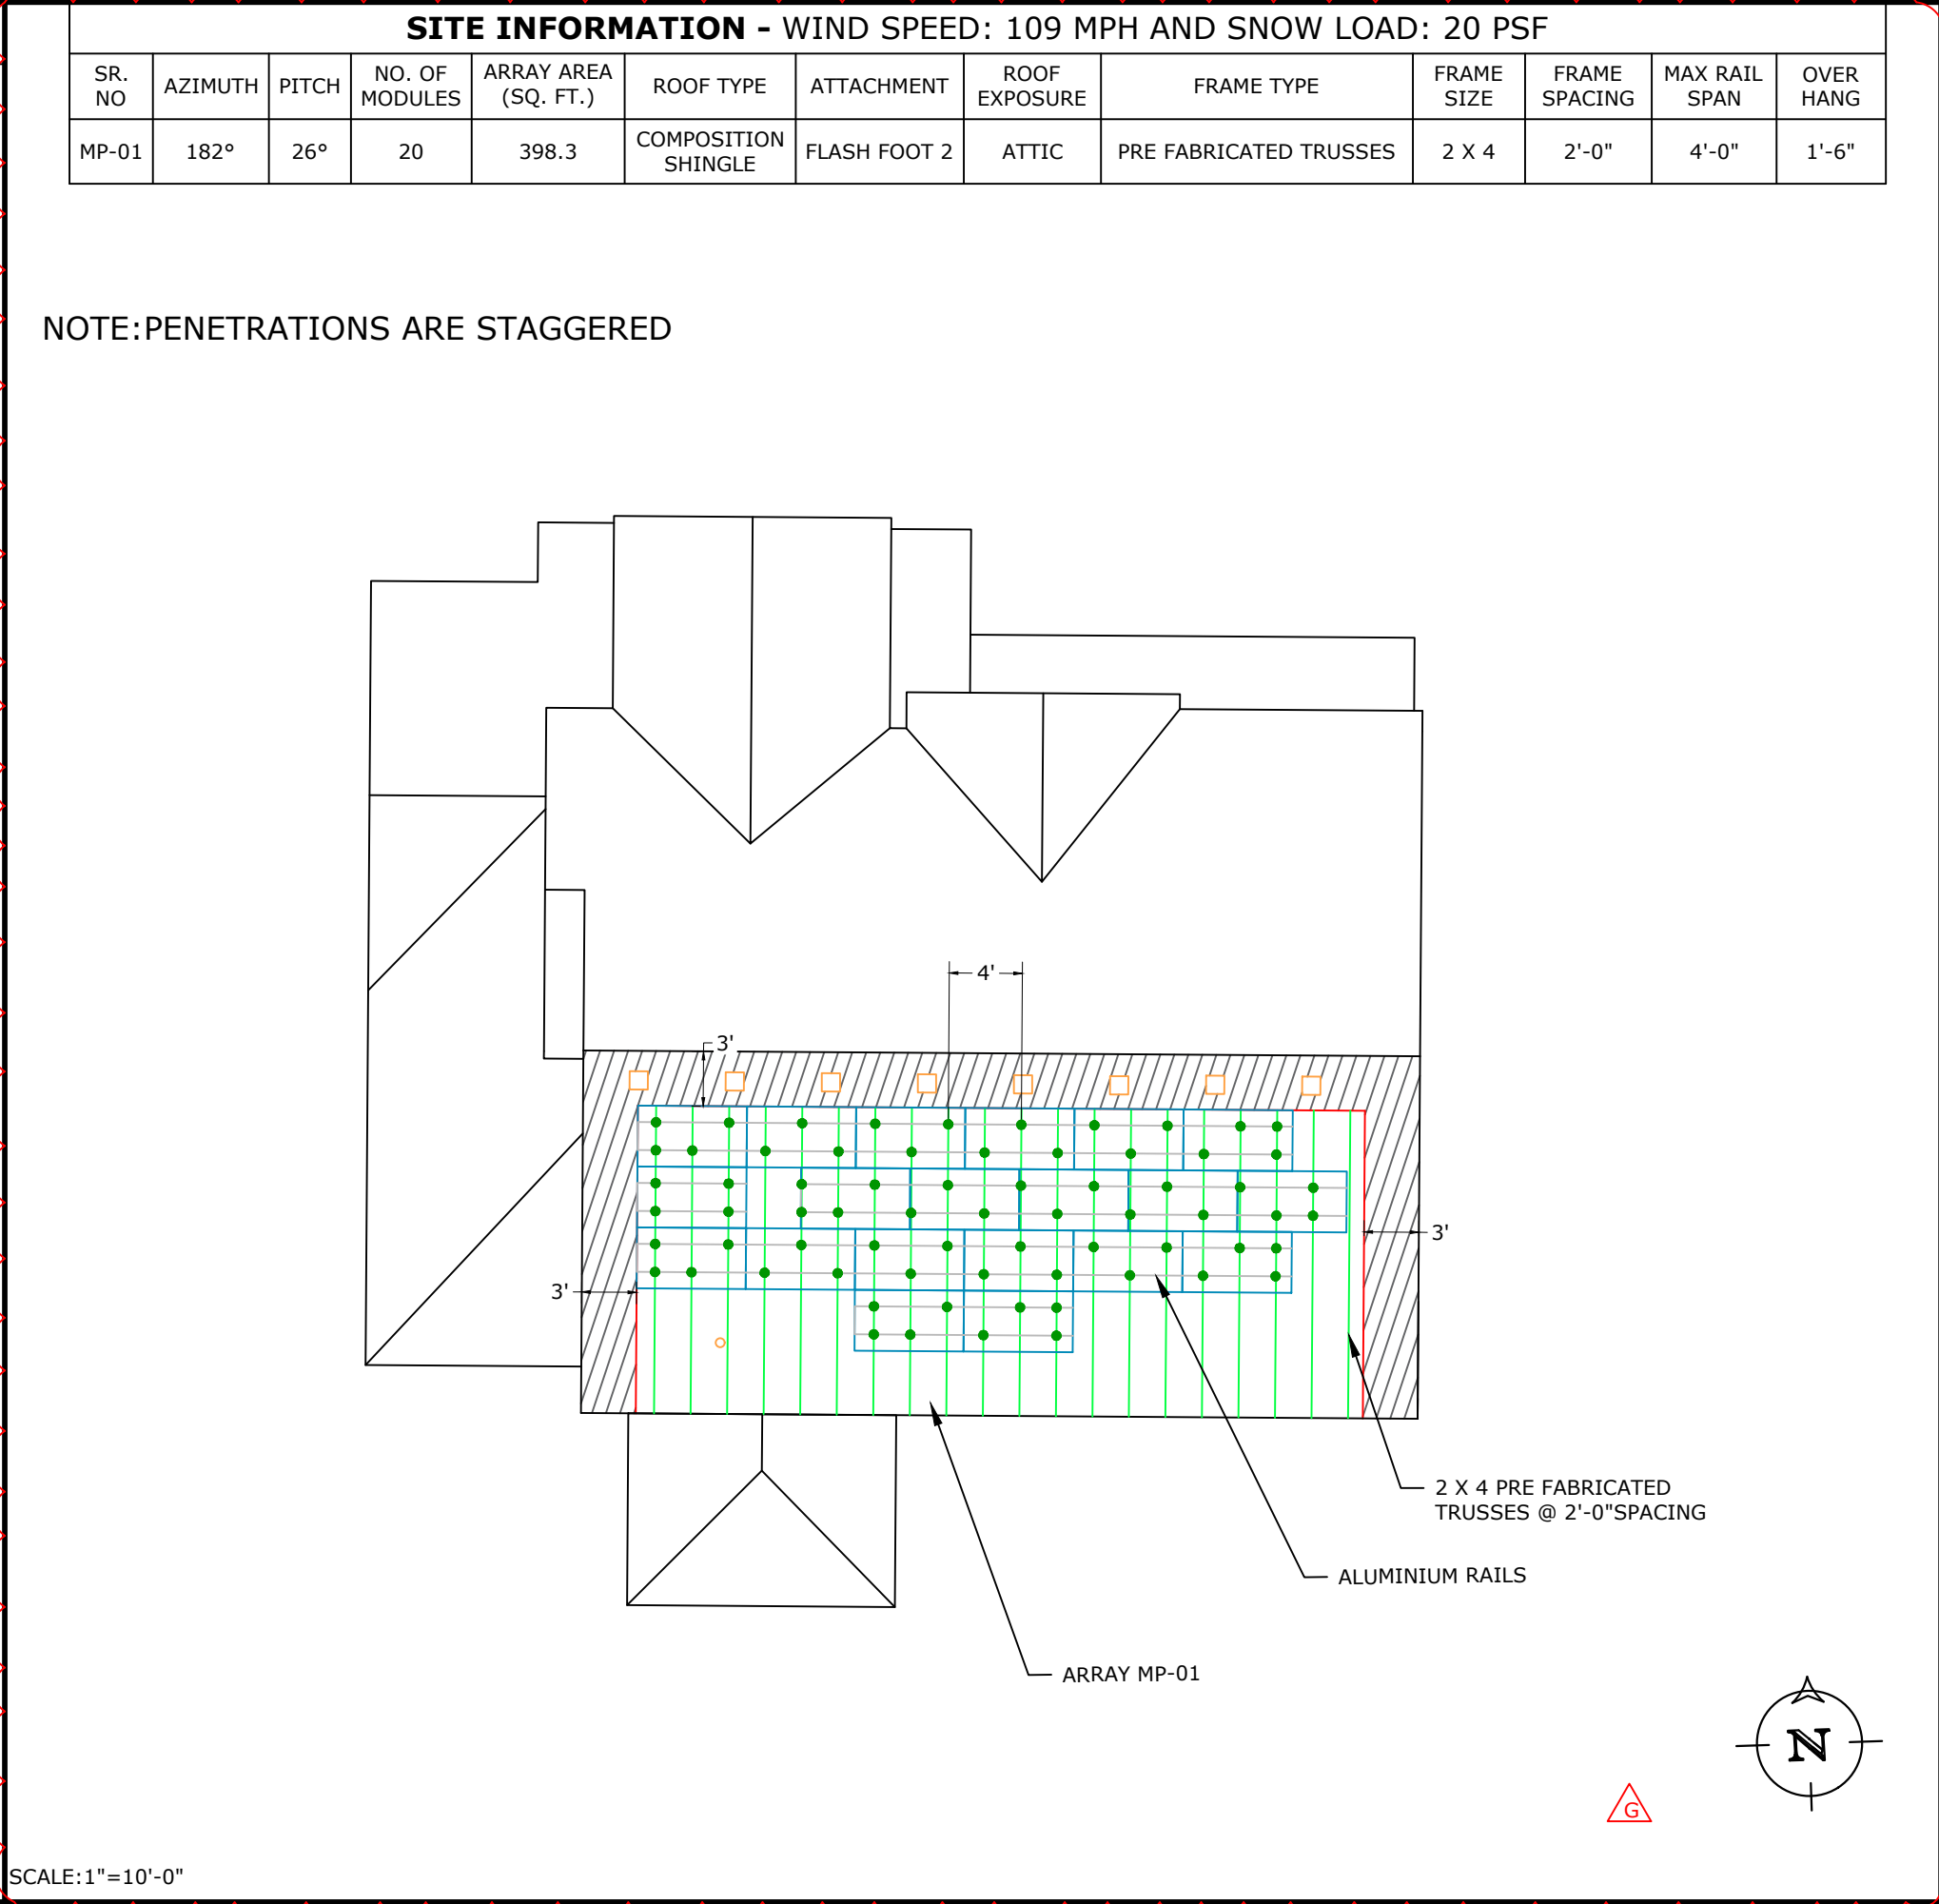 SITE INFORMATION - WIND SPEED: 109 MPH AND SNOW LOAD: 20 PSF
SR. NO
AZIMUTH
PITCH
NO. OF MODULES
ARRAY AREA (SQ. FT.)
ROOF TYPE
ATTACHMENT
ROOF EXPOSURE
FRAME TYPE
FRAME SIZE
FRAME SPACING
MAX RAIL SPAN
OVER HANG
MP-01
182°
26°
20
398.3
COMPOSITION SHINGLE
FLASH FOOT 2
ATTIC
PRE FABRICATED TRUSSES
2 X 4
2'-0"
4'-0"
1'-6"
NOTE:PENETRATIONS ARE STAGGERED
4'
3'
3'
3'
2 X 4 PRE FABRICATED
TRUSSES @ 2'-0"SPACING
ALUMINIUM RAILS
ARRAY MP-01
N
G
SCALE:1"=10'-0"